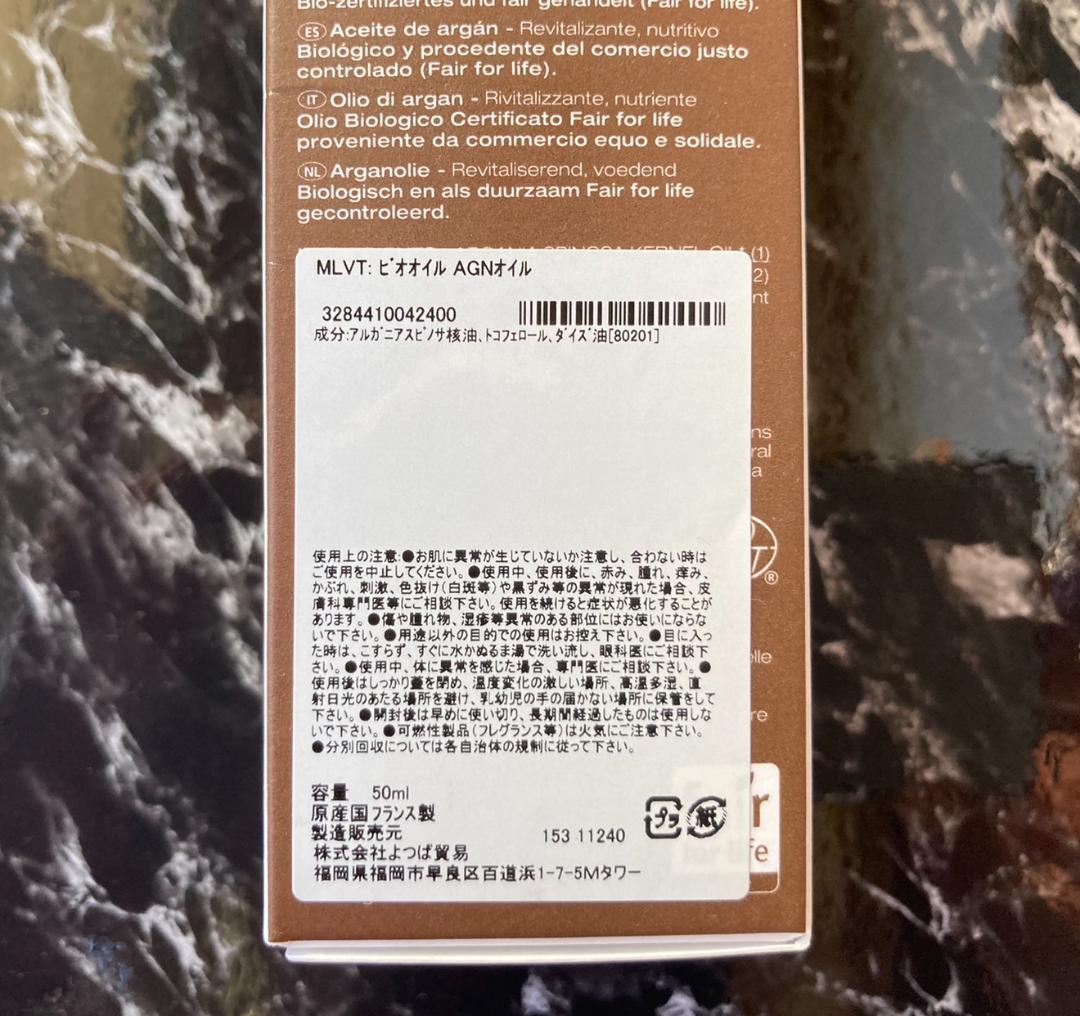 Bio-zertifiziertes und fair gehandelt (Fair for life).
ES Aceite de argán - Revitalizante, nutritivo
Biológico y procedente del comercio justo
controlado (Fair for life).
IT Olio di argan - Rivitalizzante, nutriente
Olio Biologico Certificato Fair for life
proveniente da commercio equo e solidale.
NL Arganolie - Revitaliserend, voedend
Biologisch en als duurzaam Fair for life
gecontroleerd.
ARGANIA SPINOSA KERNEL OIL* (1)
2)
nt
MLVT: ビオオイル AGNオイル
3284410042400
成分:アルガニアスピノサ核油、トコフェロール、ダイズ油[80201]
ns
ral
a
®
使用上の注意:●お肌に異常が生じていないか注意し、合わない時は
ご使用を中止してください。●使用中、使用後に、赤み、腫れ、痒み、
かぶれ、刺激、色抜け(白斑等)や黒ずみ等の異常が現れた場合、皮
膚科専門医等にご相談下さい。使用を続けると症状が悪化することが
あります。●傷や腫れ物、湿疹等異常のある部位にはお使いにならな
いで下さい。●用途以外の目的での使用はお控え下さい。●目に入っ
た時は、こすらず、すぐに水かぬるま湯で洗い流し、眼科医にご相談下
さい。●使用中、体に異常を感じた場合、専門医にご相談下さい。●
使用後はしっかり蓋を閉め、温度変化の激しい場所、高温多湿、直
射日光のあたる場所を避け、乳幼児の手の届かない場所に保管をして
下さい。●開封後は早めに使い切り、長期間経過したものは使用しな
いで下さい。●可燃性製品(フレグランス等)は火気にご注意下さい。
●分別回収については各自治体の規制に従って下さい。
elle
re
容量 50ml
原産国フランス製
製造販売元
153 11240
プラ 紙
株式会社よつば貿易
福岡県福岡市早良区百道浜1-7-5Mタワー
for life